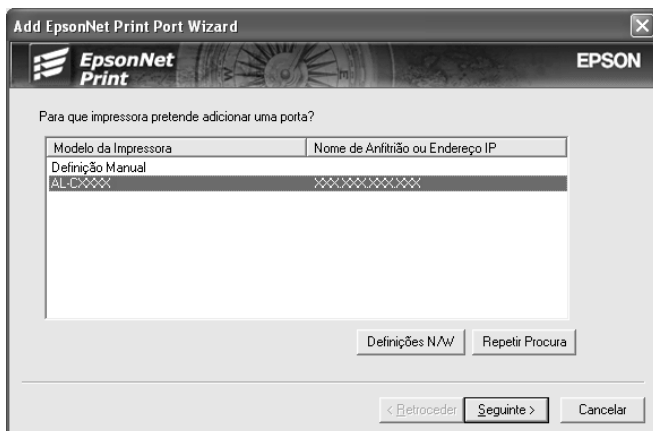 Add EpsonNet Print Port Wizard
EpsonNet
Print
EPSON
Para que impressora pretende adicionar uma porta?
Modelo da Impressora Nome de Anfitrião ou Endereço IP
Definição Manual
AL-CXXXX XXX.XXX.XXX.XXX
Definições N/W Repetir Procura
< Retroceder Seguinte > Cancelar